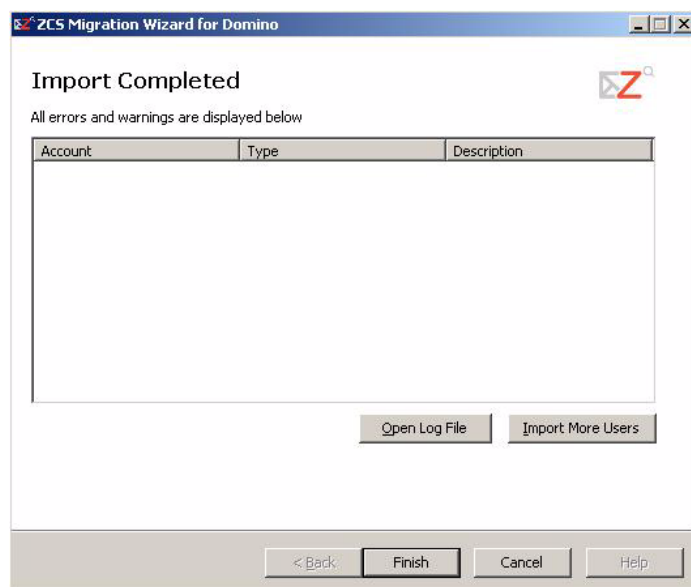 ZCS Migration Wizard for Domino
Import Completed
All errors and warnings are displayed below
Account Type Description
Open Log File Import More Users
< Back Finish Cancel Help